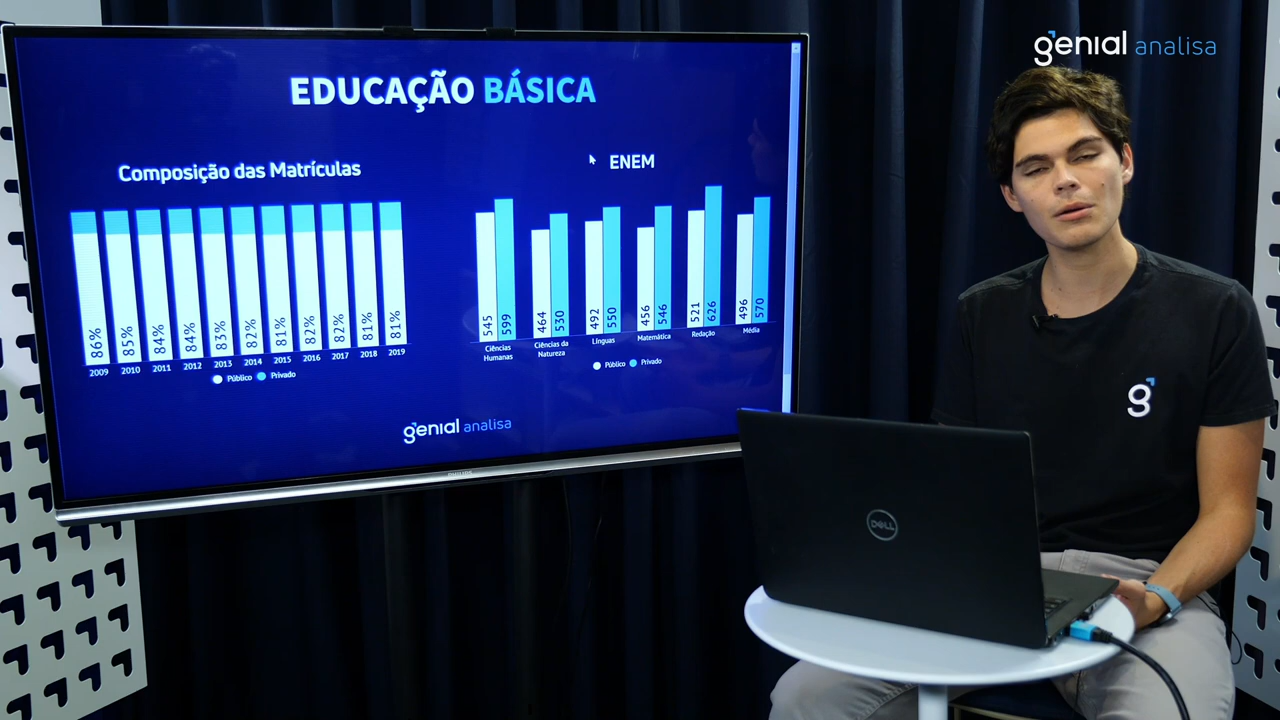 genial analisa
EDUCAÇÃO BÁSICA
Composição das Matrículas
86% 85% 84% 84% 83% 82% 81% 82% 82% 81% 81%
2009 2010 2011 2012 2013 2014 2015 2016 2017 2018 2019
Público Privado
ENEM
545 599 464 530 492 550 456 546 521 626 496 570
Ciências Humanas
Ciências da Natureza
Línguas
Matemática
Redação
Média
Público Privado
genial analisa
PHILIPS
g
DELL